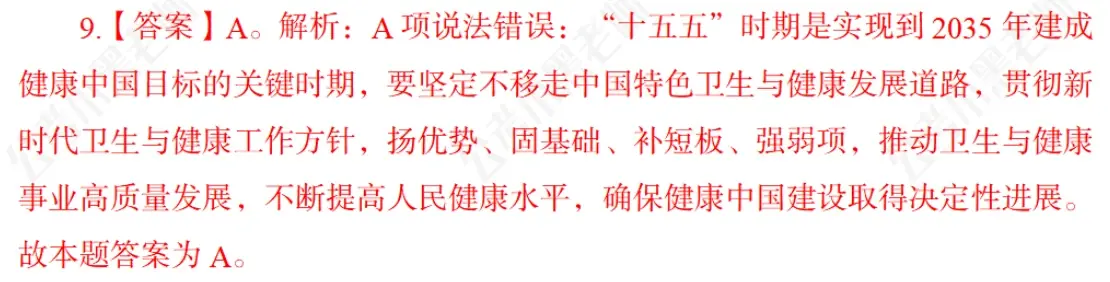 9.【答案】A。解析：A 项说法错误：“十五五”时期是实现到 2035 年建成
健康中国目标的关键时期，要坚定不移走中国特色卫生与健康发展道路，贯彻新
时代卫生与健康工作方针，扬优势、固基础、补短板、强弱项，推动卫生与健康
事业高质量发展，不断提高人民健康水平，确保健康中国建设取得决定性进展。
故本题答案为 A。